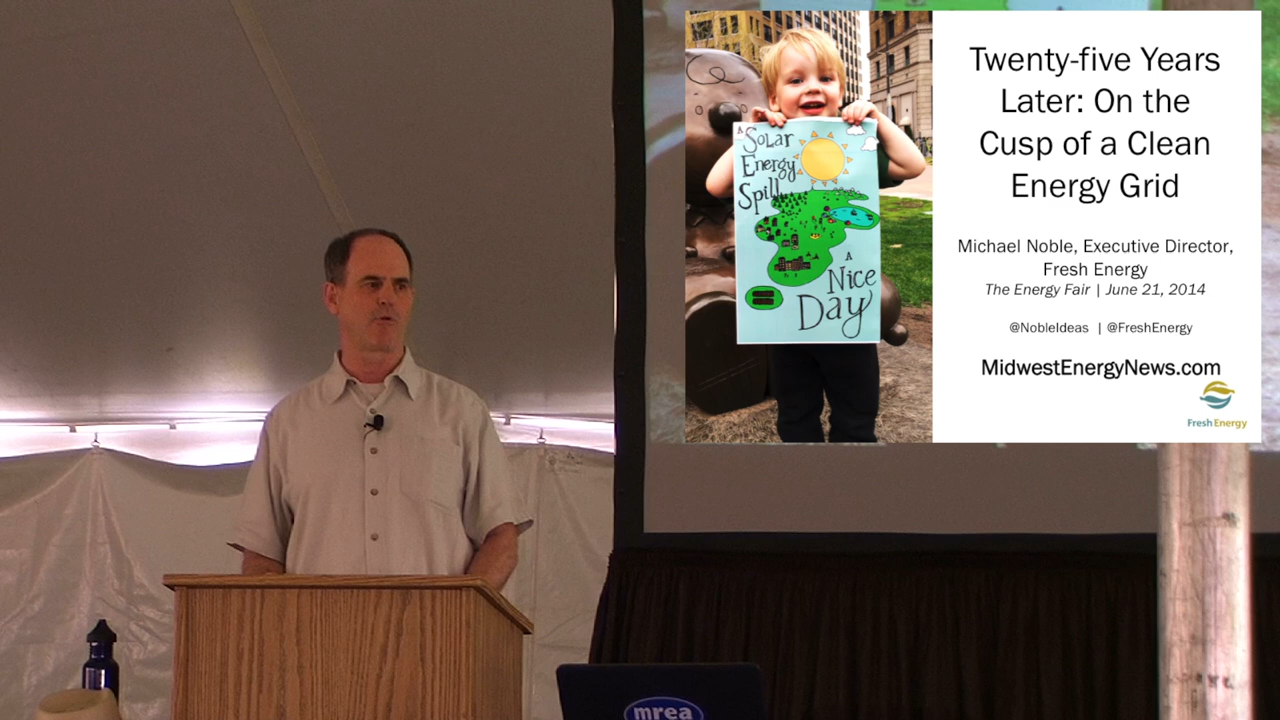 A
Solar
Energy
Spill
A
Nice
Day
Twenty-five Years
Later: On the
Cusp of a Clean
Energy Grid
Michael Noble, Executive Director,
Fresh Energy
The Energy Fair | June 21, 2014
@NobleIdeas | @FreshEnergy
MidwestEnergyNews.com
Fresh Energy
mrea